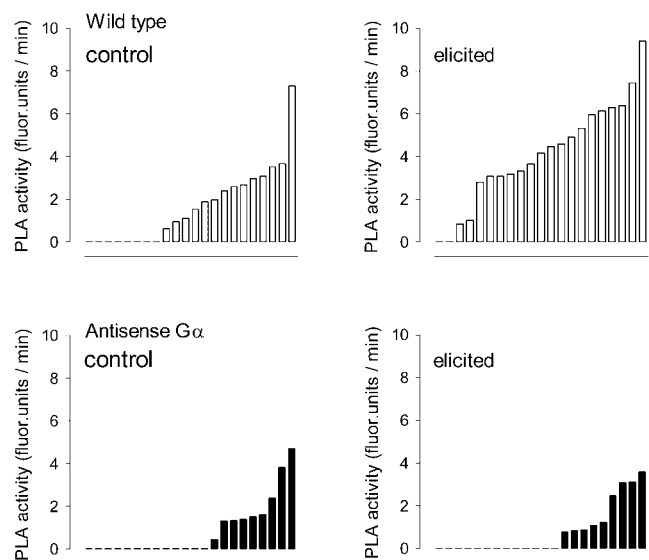 Wild type
control
PLA activity (fluor.units / min)
10
8
6
4
2
0
elicited
PLA activity (fluor.units / min)
10
8
6
4
2
0
Antisense Gα
control
PLA activity (fluor.units / min)
10
8
6
4
2
0
elicited
PLA activity (fluor.units / min)
10
8
6
4
2
0